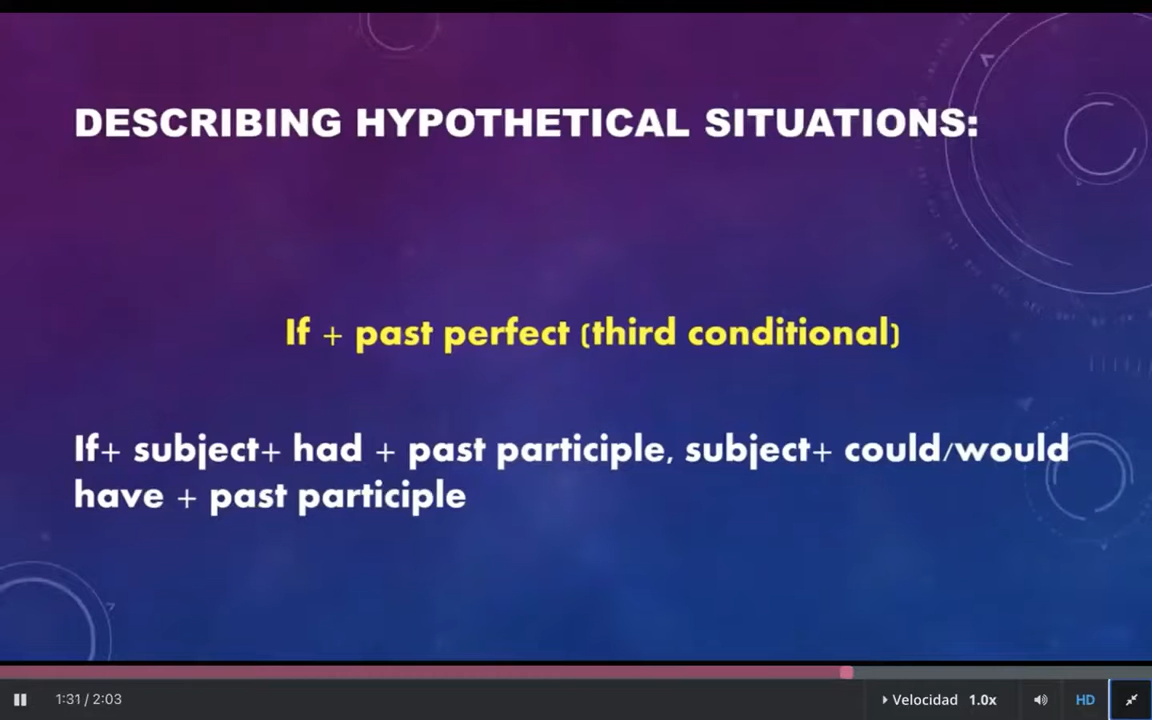 DESCRIBING HYPOTHETICAL SITUATIONS:
If + past perfect (third conditional)
If+ subject+ had + past participle, subject+ could/would
have + past participle
1:31 / 2:03
Velocidad 1.0x
HD